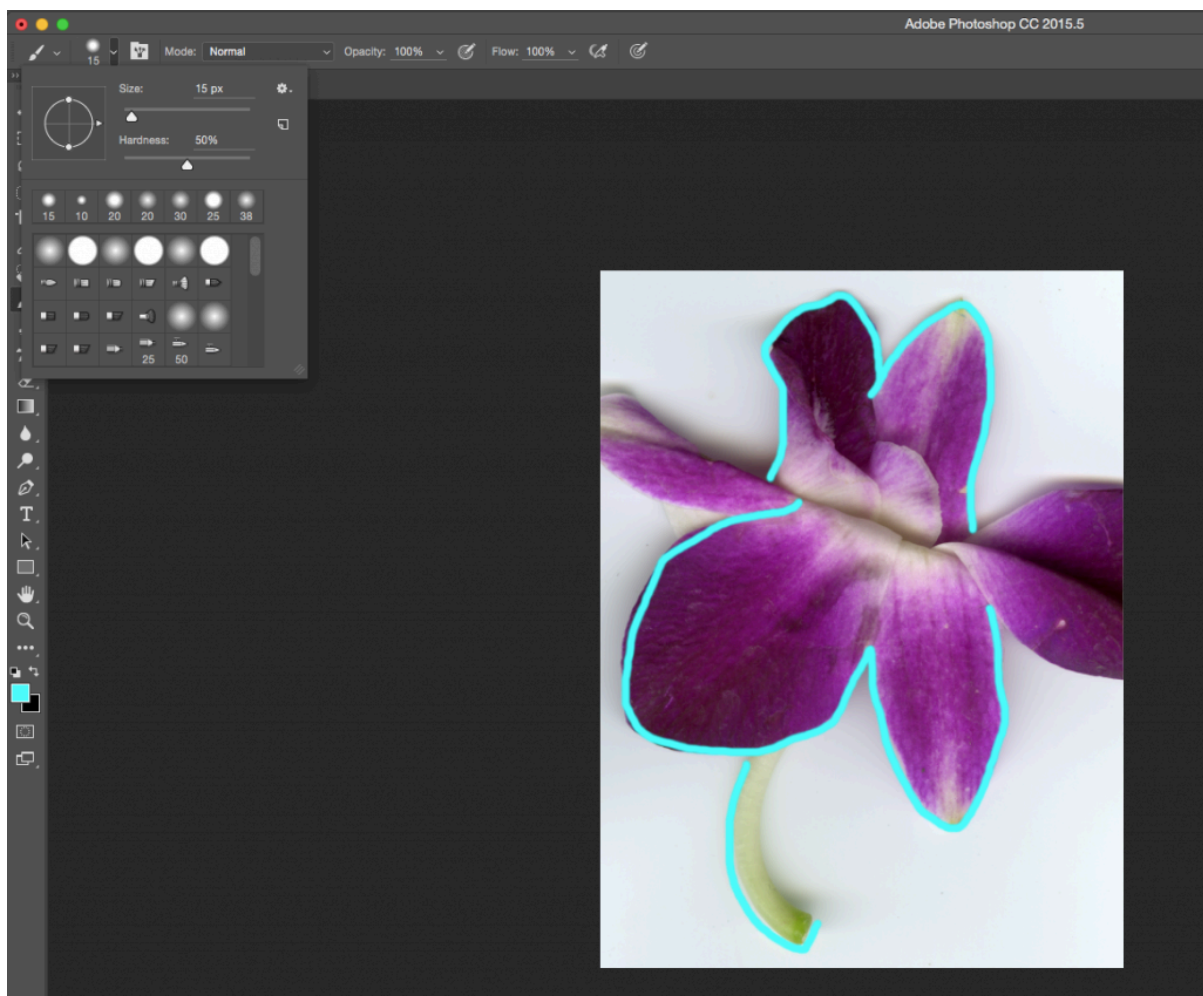 Adobe Photoshop CC 2015.5
15 Mode: Normal Opacity: 100% Flow: 100%
Size: 15 px
Hardness: 50%
15 10 20 20 30 25 38
25 50
T